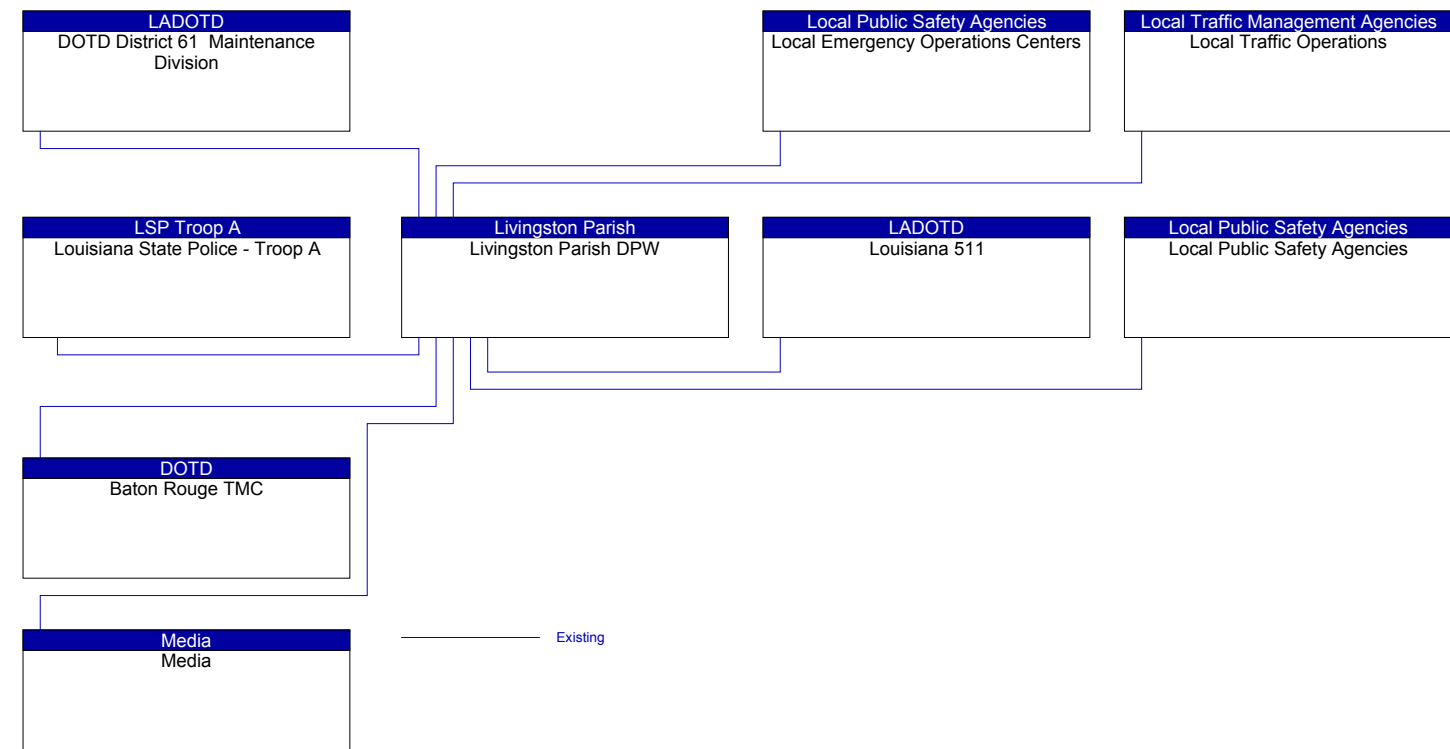 LADOTD
DOTD District 61  Maintenance
Division
Local Public Safety Agencies
Local Emergency Operations Centers
Local Traffic Management Agencies
Local Traffic Operations
LSP Troop A
Louisiana State Police - Troop A
Livingston Parish
Livingston Parish DPW
LADOTD
Louisiana 511
Local Public Safety Agencies
Local Public Safety Agencies
DOTD
Baton Rouge TMC
Media
Media
Existing